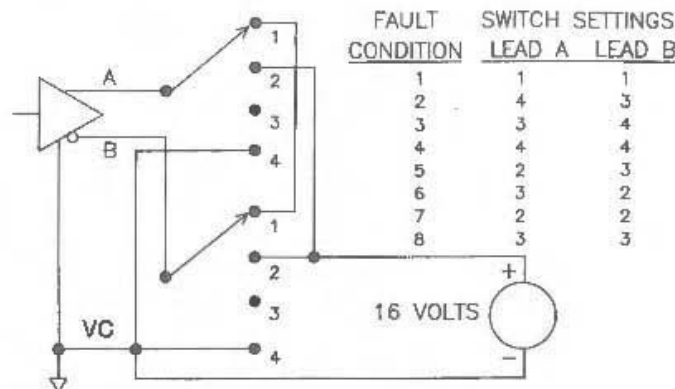 FAULT SWITCH SETTINGS
CONDITION LEAD A LEAD B
1 1 1
2 4 3
3 3 4
4 4 4
5 2 3
6 3 2
7 2 2
8 3 3
A
B
1
2
3
4
1
2
3
4
VC
16 VOLTS
+
-